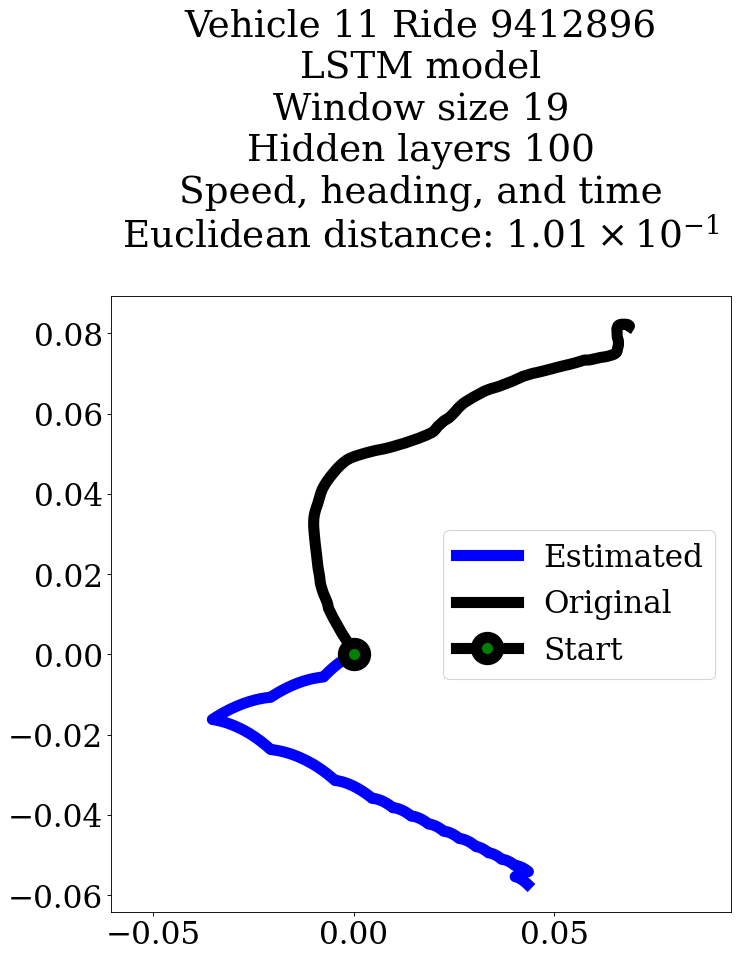 Vehicle 11 Ride 9412896
LSTM model
Window size 19
Hidden layers 100
Speed, heading, and time
Euclidean distance: 1.01 × 10⁻¹
0.08
0.06
0.04
0.02
0.00
−0.02
−0.04
−0.06
Estimated
Original
Start
−0.05 0.00 0.05